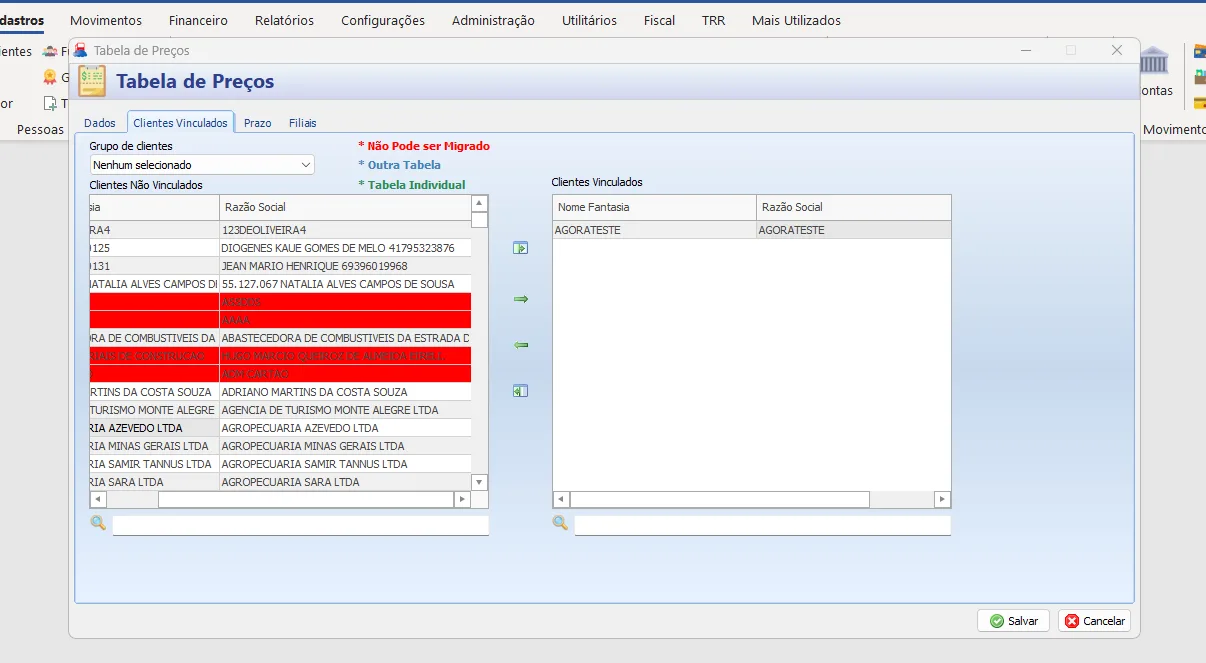 dastros Movimentos Financeiro Relatórios Configurações Administração Utilitários Fiscal TRR Mais Utilizados
ientes
or
Pessoas
ontas
Movimento
Tabela de Preços
Tabela de Preços
Dados Clientes Vinculados Prazo Filiais
Grupo de clientes
Nenhum selecionado
* Não Pode ser Migrado
* Outra Tabela
* Tabela Individual
Clientes Não Vinculados
sia Razão Social
RA4 123DEOLIVEIRA4
0125 DIOGENES KAUE GOMES DE MELO 41795323876
0131 JEAN MARIO HENRIQUE 69396019968
NATALIA ALVES CAMPOS DI 55.127.067 NATALIA ALVES CAMPOS DE SOUSA
AAAA
RA DE COMBUSTIVEIS DA ABASTECEDORA DE COMBUSTIVEIS DA ESTRADA D
RIAIS DE CONSTRUCAO HUGO MARCIO QUEIROZ DE ALMEIDA EIRELI
ADM CARTAO
RTINS DA COSTA SOUZA ADRIANO MARTINS DA COSTA SOUZA
TURISMO MONTE ALEGRE AGENCIA DE TURISMO MONTE ALEGRE LTDA
RIA AZEVEDO LTDA AGROPECUARIA AZEVEDO LTDA
RIA MINAS GERAIS LTDA AGROPECUARIA MINAS GERAIS LTDA
RIA SAMIR TANNUS LTDA AGROPECUARIA SAMIR TANNUS LTDA
RIA SARA LTDA AGROPECUARIA SARA LTDA
Clientes Vinculados
Nome Fantasia Razão Social
AGORATESTE AGORATESTE
Salvar Cancelar